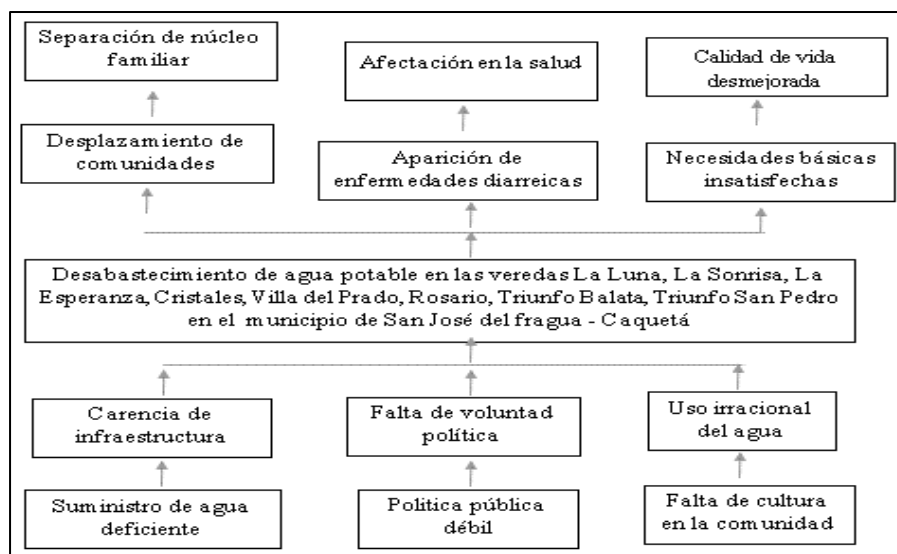 Separación de núcleo
familiar
Afectación en la salud
Calidad de vida
desmejorada
Desplazamiento de
comunidades
Aparición de
enfermedades diarreicas
Necesidades básicas
insatisfechas
Desabastecimiento de agua potable en las veredas La Luna, La Sonrisa, La
Esperanza, Cristales, Villa del Prado, Rosario, Triunfo Balata, Triunfo San Pedro
en el municipio de San José del fragua - Caquetá
Carencia de
infraestructura
Falta de voluntad
política
Uso irracional
del agua
Suministro de agua
deficiente
Politica pública
débil
Falta de cultura
en la comunidad